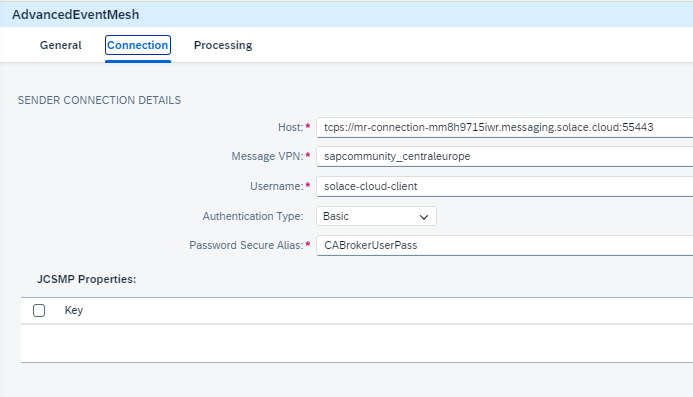 AdvancedEventMesh
General Connection Processing
SENDER CONNECTION DETAILS
Host:* tcps://mr-connection-mm8h9715iwr.messaging.solace.cloud:55443
Message VPN:* sapcommunity_centraleurope
Username:* solace-cloud-client
Authentication Type: Basic
Password Secure Alias:* CABrokerUserPass
JCSMP Properties:
Key